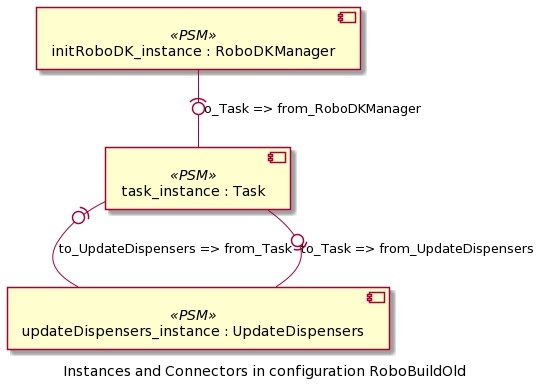 «PSM»
initRoboDK_instance : RoboDKManager
o_Task => from_RoboDKManager
«PSM»
task_instance : Task
to_UpdateDispensers => from_Task
to_Task => from_UpdateDispensers
«PSM»
updateDispensers_instance : UpdateDispensers
Instances and Connectors in configuration RoboBuildOld